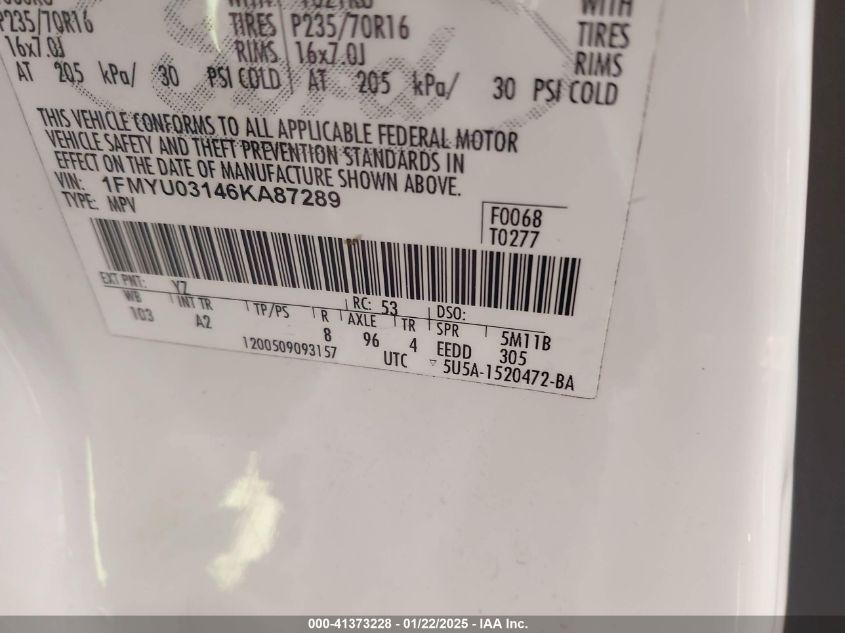 WITH
P235/70R16 TIRES P235/70R16 TIRES
16x7.0J RIMS 16x7.0J RIMS
AT 205 kPa/ 30 PSI COLD AT 205 kPa/ 30 PSI COLD
THIS VEHICLE CONFORMS TO ALL APPLICABLE FEDERAL MOTOR
VEHICLE SAFETY AND THEFT PREVENTION STANDARDS IN
EFFECT ON THE DATE OF MANUFACTURE SHOWN ABOVE.
VIN: 1FMYU03146KA87289
TYPE: MPV
F0068
T0277
EXT PNT: YZ RC: 53 DSO:
WB INT TR TP/PS R AXLE TR SPR 5M11B
103 A2 8 96 4 EEDD 305
1200509093157 UTC ▽ 5U5A-1520472-BA
000-41373228 - 01/22/2025 - IAA Inc.